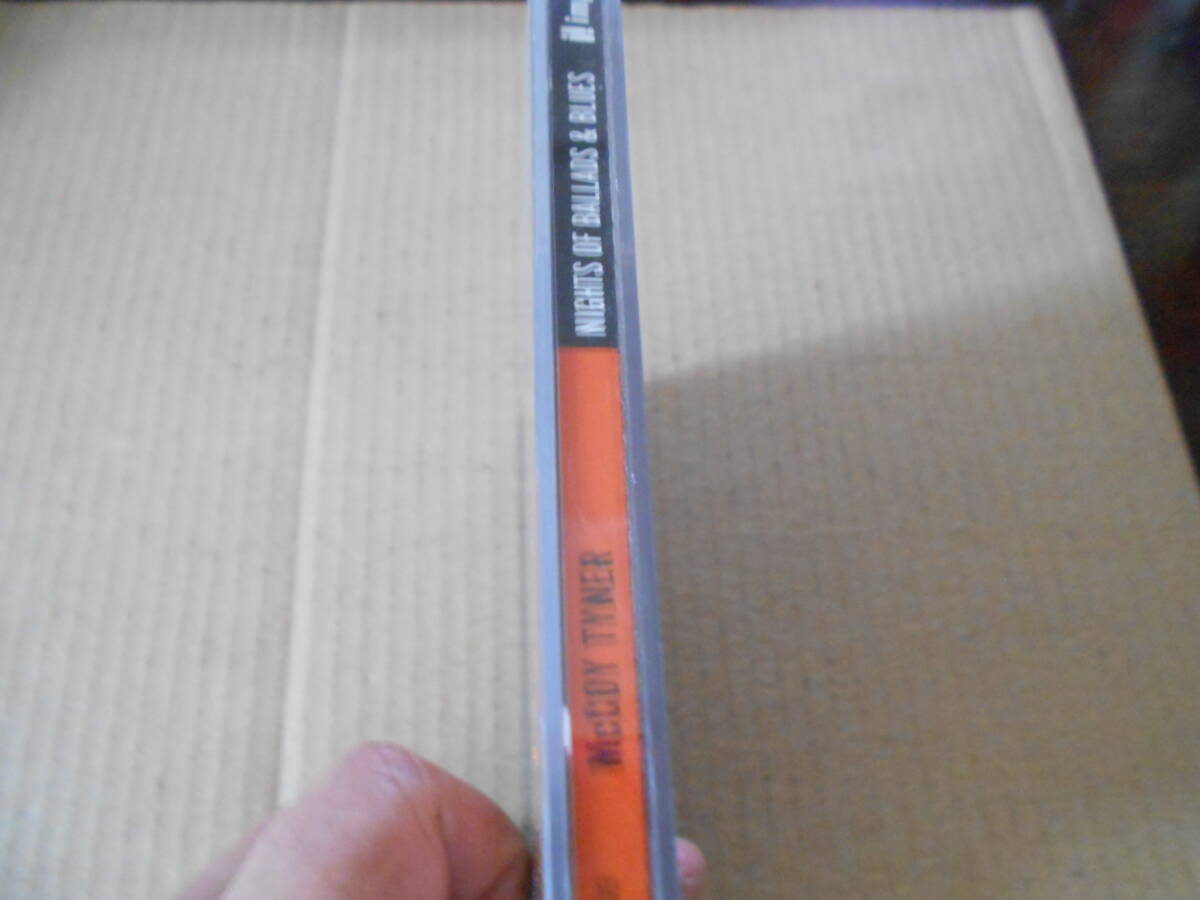 McCOY TYNER
NIGHTS OF BALLADS & BLUES